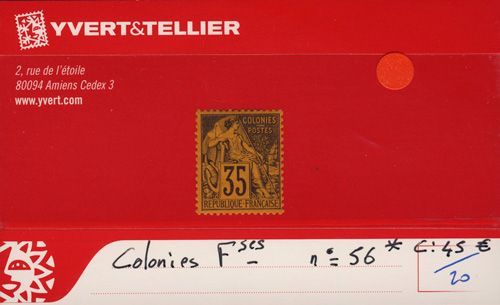 YVERT&TELLIER
2, rue de l'étoile
80094 Amiens Cedex 3
www.yvert.com
COLONIES
POSTES
35
REPUBLIQUE FRANÇAISE
Colonies Fses n° = 56 * C: 45 €
20